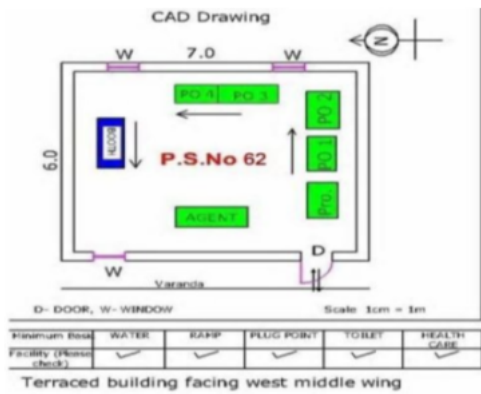 CAD Drawing
N
W 7.0 W
PO 4 PO 3
PO 2
BOOTH
6.0
P.S.No 62
PO 1
Pro.
AGENT
D
W
Varanda
D- DOOR, W- WINDOW Scale 1cm = 1m
Minimum Basic WATER RAMP PLUG POINT TOILET HEALTH CARE
Facility (Please check)
Terraced building facing west middle wing